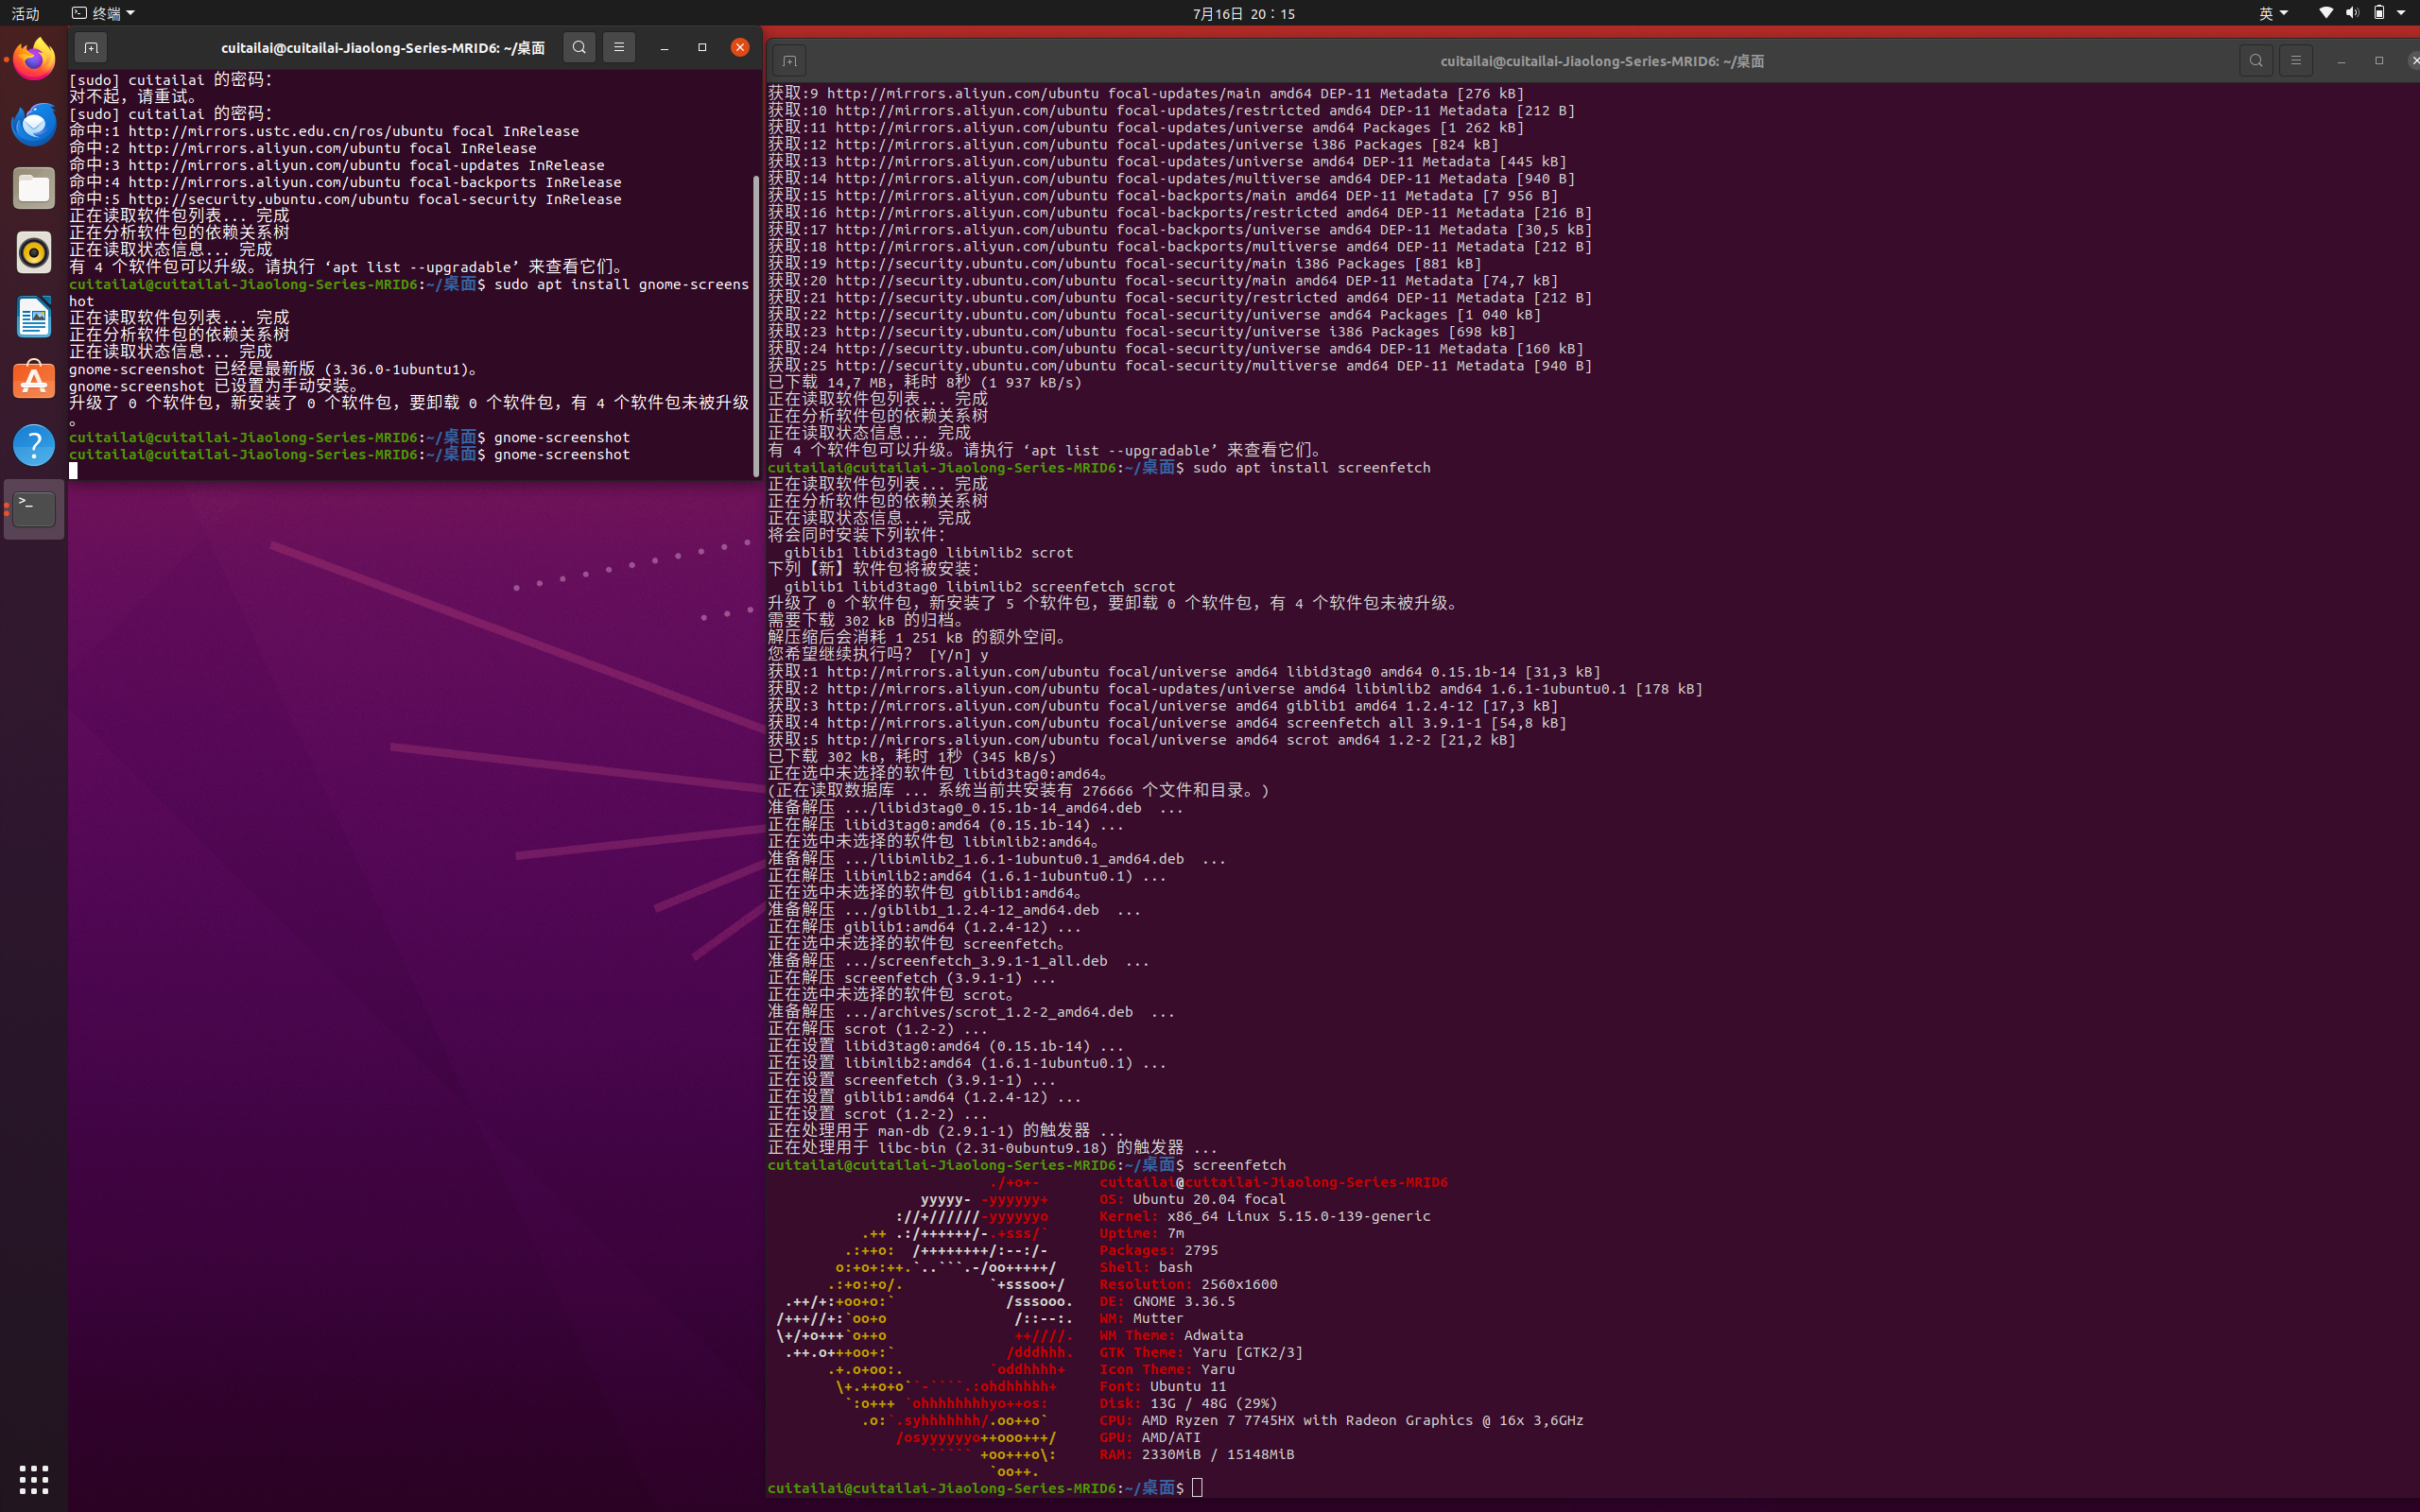 活动
终端
7月16日 20：15
英
cuitailai@cuitailai-Jiaolong-Series-MRID6: ~/桌面
[sudo] cuitailai 的密码：
对不起，请重试。
[sudo] cuitailai 的密码：
命中:1 http://mirrors.ustc.edu.cn/ros/ubuntu focal InRelease
命中:2 http://mirrors.aliyun.com/ubuntu focal InRelease
命中:3 http://mirrors.aliyun.com/ubuntu focal-updates InRelease
命中:4 http://mirrors.aliyun.com/ubuntu focal-backports InRelease
命中:5 http://security.ubuntu.com/ubuntu focal-security InRelease
正在读取软件包列表... 完成
正在分析软件包的依赖关系树
正在读取状态信息... 完成
有 4 个软件包可以升级。请执行 ‘apt list --upgradable’ 来查看它们。
cuitailai@cuitailai-Jiaolong-Series-MRID6:~/桌面$ sudo apt install gnome-screens
hot
正在读取软件包列表... 完成
正在分析软件包的依赖关系树
正在读取状态信息... 完成
gnome-screenshot 已经是最新版 (3.36.0-1ubuntu1)。
gnome-screenshot 已设置为手动安装。
升级了 0 个软件包，新安装了 0 个软件包，要卸载 0 个软件包，有 4 个软件包未被升级
。
cuitailai@cuitailai-Jiaolong-Series-MRID6:~/桌面$ gnome-screenshot
cuitailai@cuitailai-Jiaolong-Series-MRID6:~/桌面$ gnome-screenshot
cuitailai@cuitailai-Jiaolong-Series-MRID6: ~/桌面
获取:9 http://mirrors.aliyun.com/ubuntu focal-updates/main amd64 DEP-11 Metadata [276 kB]
获取:10 http://mirrors.aliyun.com/ubuntu focal-updates/restricted amd64 DEP-11 Metadata [212 B]
获取:11 http://mirrors.aliyun.com/ubuntu focal-updates/universe amd64 Packages [1 262 kB]
获取:12 http://mirrors.aliyun.com/ubuntu focal-updates/universe i386 Packages [824 kB]
获取:13 http://mirrors.aliyun.com/ubuntu focal-updates/universe amd64 DEP-11 Metadata [445 kB]
获取:14 http://mirrors.aliyun.com/ubuntu focal-updates/multiverse amd64 DEP-11 Metadata [940 B]
获取:15 http://mirrors.aliyun.com/ubuntu focal-backports/main amd64 DEP-11 Metadata [7 956 B]
获取:16 http://mirrors.aliyun.com/ubuntu focal-backports/restricted amd64 DEP-11 Metadata [216 B]
获取:17 http://mirrors.aliyun.com/ubuntu focal-backports/universe amd64 DEP-11 Metadata [30,5 kB]
获取:18 http://mirrors.aliyun.com/ubuntu focal-backports/multiverse amd64 DEP-11 Metadata [212 B]
获取:19 http://security.ubuntu.com/ubuntu focal-security/main i386 Packages [881 kB]
获取:20 http://security.ubuntu.com/ubuntu focal-security/main amd64 DEP-11 Metadata [74,7 kB]
获取:21 http://security.ubuntu.com/ubuntu focal-security/restricted amd64 DEP-11 Metadata [212 B]
获取:22 http://security.ubuntu.com/ubuntu focal-security/universe amd64 Packages [1 040 kB]
获取:23 http://security.ubuntu.com/ubuntu focal-security/universe i386 Packages [698 kB]
获取:24 http://security.ubuntu.com/ubuntu focal-security/universe amd64 DEP-11 Metadata [160 kB]
获取:25 http://security.ubuntu.com/ubuntu focal-security/multiverse amd64 DEP-11 Metadata [940 B]
已下载 14,7 MB，耗时 8秒 (1 937 kB/s)
正在读取软件包列表... 完成
正在分析软件包的依赖关系树
正在读取状态信息... 完成
有 4 个软件包可以升级。请执行 ‘apt list --upgradable’ 来查看它们。
cuitailai@cuitailai-Jiaolong-Series-MRID6:~/桌面$ sudo apt install screenfetch
正在读取软件包列表... 完成
正在分析软件包的依赖关系树
正在读取状态信息... 完成
将会同时安装下列软件：
  giblib1 libid3tag0 libimlib2 scrot
下列【新】软件包将被安装：
  giblib1 libid3tag0 libimlib2 screenfetch scrot
升级了 0 个软件包，新安装了 5 个软件包，要卸载 0 个软件包，有 4 个软件包未被升级。
需要下载 302 kB 的归档。
解压缩后会消耗 1 251 kB 的额外空间。
您希望继续执行吗？ [Y/n] y
获取:1 http://mirrors.aliyun.com/ubuntu focal/universe amd64 libid3tag0 amd64 0.15.1b-14 [31,3 kB]
获取:2 http://mirrors.aliyun.com/ubuntu focal-updates/universe amd64 libimlib2 amd64 1.6.1-1ubuntu0.1 [178 kB]
获取:3 http://mirrors.aliyun.com/ubuntu focal/universe amd64 giblib1 amd64 1.2.4-12 [17,3 kB]
获取:4 http://mirrors.aliyun.com/ubuntu focal/universe amd64 screenfetch all 3.9.1-1 [54,8 kB]
获取:5 http://mirrors.aliyun.com/ubuntu focal/universe amd64 scrot amd64 1.2-2 [21,2 kB]
已下载 302 kB，耗时 1秒 (345 kB/s)
正在选中未选择的软件包 libid3tag0:amd64。
(正在读取数据库 ... 系统当前共安装有 276666 个文件和目录。)
准备解压 .../libid3tag0_0.15.1b-14_amd64.deb  ...
正在解压 libid3tag0:amd64 (0.15.1b-14) ...
正在选中未选择的软件包 libimlib2:amd64。
准备解压 .../libimlib2_1.6.1-1ubuntu0.1_amd64.deb  ...
正在解压 libimlib2:amd64 (1.6.1-1ubuntu0.1) ...
正在选中未选择的软件包 giblib1:amd64。
准备解压 .../giblib1_1.2.4-12_amd64.deb  ...
正在解压 giblib1:amd64 (1.2.4-12) ...
正在选中未选择的软件包 screenfetch。
准备解压 .../screenfetch_3.9.1-1_all.deb  ...
正在解压 screenfetch (3.9.1-1) ...
正在选中未选择的软件包 scrot。
准备解压 .../archives/scrot_1.2-2_amd64.deb  ...
正在解压 scrot (1.2-2) ...
正在设置 libid3tag0:amd64 (0.15.1b-14) ...
正在设置 libimlib2:amd64 (1.6.1-1ubuntu0.1) ...
正在设置 screenfetch (3.9.1-1) ...
正在设置 giblib1:amd64 (1.2.4-12) ...
正在设置 scrot (1.2-2) ...
正在处理用于 man-db (2.9.1-1) 的触发器 ...
正在处理用于 libc-bin (2.31-0ubuntu9.18) 的触发器 ...
cuitailai@cuitailai-Jiaolong-Series-MRID6:~/桌面$ screenfetch
                          ./+o+-       cuitailai@cuitailai-Jiaolong-Series-MRID6
                  yyyyy- -yyyyyy+      OS: Ubuntu 20.04 focal
               ://+//////-yyyyyyo      Kernel: x86_64 Linux 5.15.0-139-generic
           .++ .:/++++++/-.+sss/`      Uptime: 7m
         .:++o:  /++++++++/:--:/-      Packages: 2795
        o:+o+:++.`..```.-/oo+++++/     Shell: bash
       .:+o:+o/.          `+sssoo+/    Resolution: 2560x1600
  .++/+:+oo+o:`             /sssooo.   DE: GNOME 3.36.5
 /+++//+:`oo+o               /::--:.   WM: Mutter
 \+/+o+++`o++o               ++////.   WM Theme: Adwaita
  .++.o+++oo+:`             /dddhhh.   GTK Theme: Yaru [GTK2/3]
       .+.o+oo:.          `oddhhhh+    Icon Theme: Yaru
        \+.++o+o``-````.:ohdhhhhh+     Font: Ubuntu 11
         `:o+++ `ohhhhhhhhyo++os:      Disk: 13G / 48G (29%)
           .o:`.syhhhhhhh/.oo++o`      CPU: AMD Ryzen 7 7745HX with Radeon Graphics @ 16x 3,6GHz
               /osyyyyyyo++ooo+++/     GPU: AMD/ATI
                   ````` +oo+++o\:     RAM: 2330MiB / 15148MiB
                          `oo++.
cuitailai@cuitailai-Jiaolong-Series-MRID6:~/桌面$